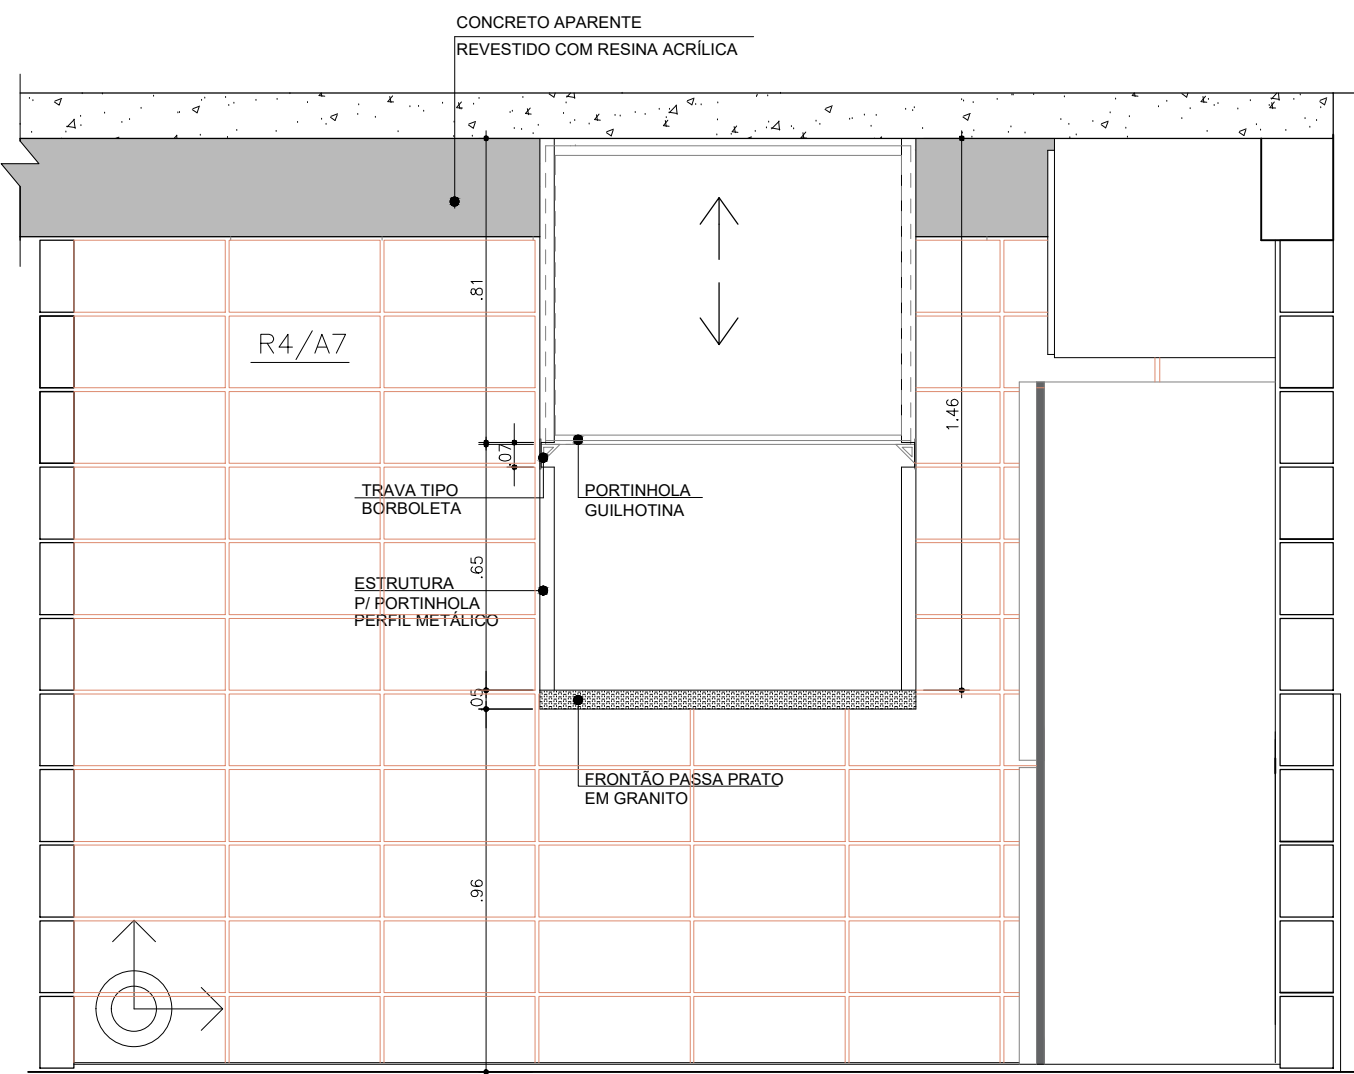 CONCRETO APARENTE
REVESTIDO COM RESINA ACRÍLICA
.81
R4/A7
1.46
.07
TRAVA TIPO
BORBOLETA
PORTINHOLA
GUILHOTINA
.65
ESTRUTURA
P/ PORTINHOLA
PERFIL METÁLICO
.05
FRONTÃO PASSA PRATO
EM GRANITO
.96